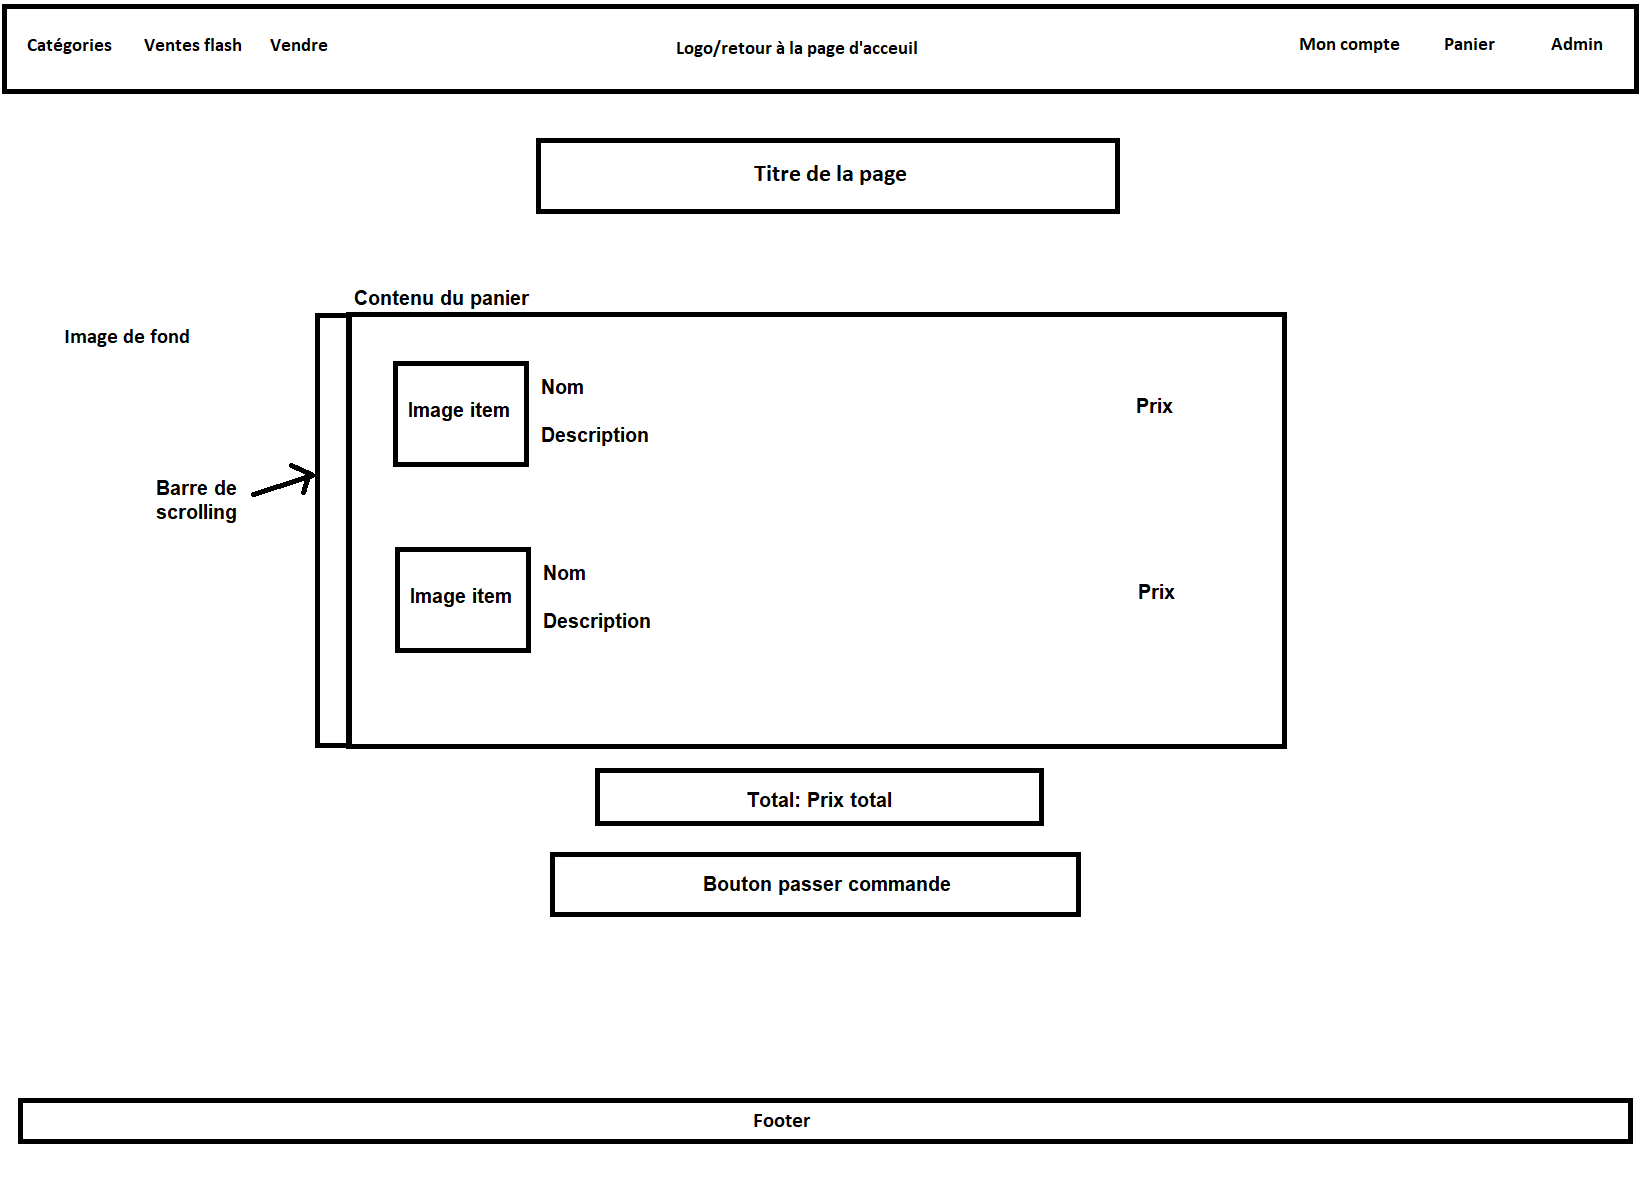 Catégories
Ventes flash
Vendre
Logo/retour à la page d'acceuil
Mon compte
Panier
Admin
Titre de la page
Contenu du panier
Image de fond
Image item
Nom
Description
Prix
Barre de
scrolling
Image item
Nom
Description
Prix
Total: Prix total
Bouton passer commande
Footer